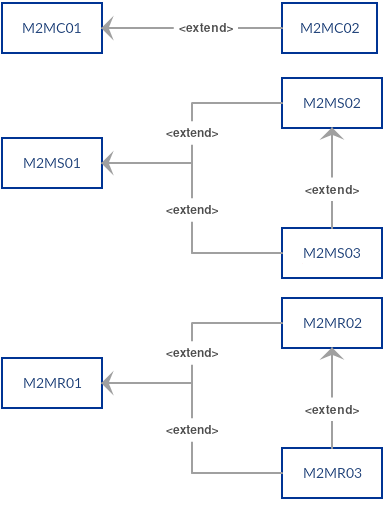 M2MC01
<extend>
M2MC02
M2MS02
<extend>
M2MS01
<extend>
<extend>
M2MS03
M2MR02
<extend>
M2MR01
<extend>
<extend>
M2MR03